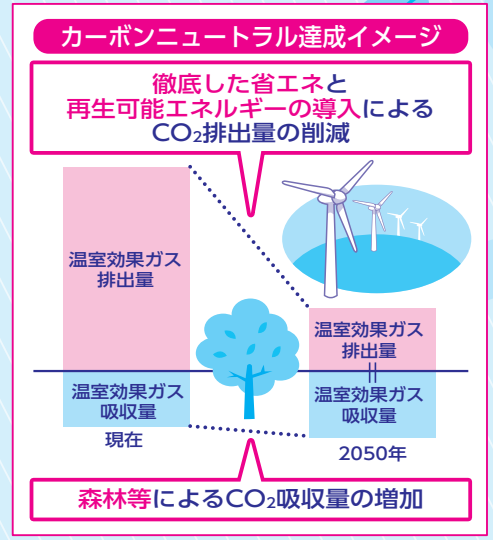 カーボンニュートラル達成イメージ
徹底した省エネと
再生可能エネルギーの導入による
CO₂排出量の削減
温室効果ガス
排出量
温室効果ガス
吸収量
現在
温室効果ガス
排出量
||
温室効果ガス
吸収量
2050年
森林等によるCO₂吸収量の増加